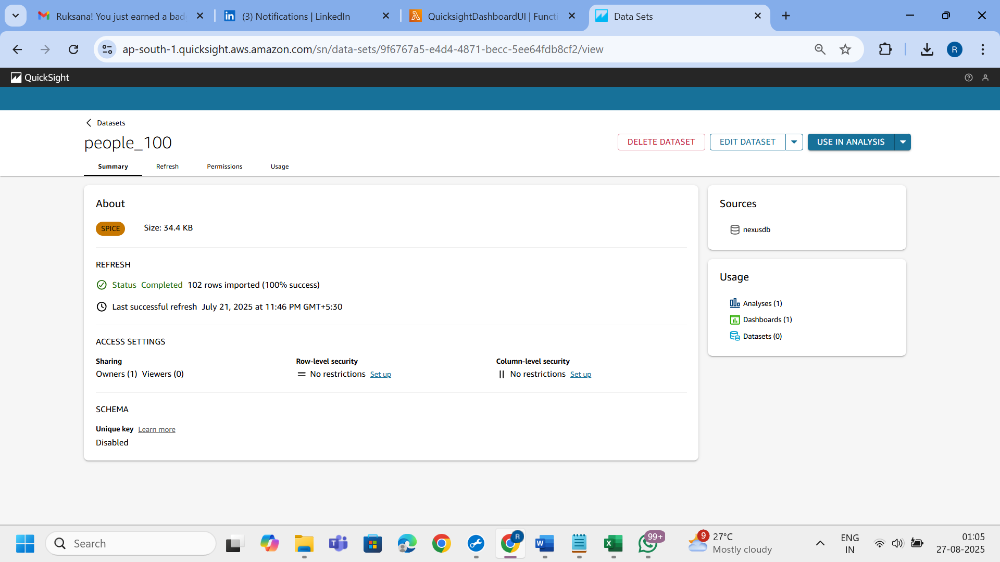 Ruksana! You just earned a bad
(3) Notifications | LinkedIn
QuicksightDashboardUI | Functi
Data Sets
ap-south-1.quicksight.aws.amazon.com/sn/data-sets/9f6767a5-e4d4-4871-becc-5ee64fdb8cf2/view
R
QuickSight
Datasets
people_100
DELETE DATASET
EDIT DATASET
USE IN ANALYSIS
Summary
Refresh
Permissions
Usage
About
SPICE
Size: 34.4 KB
REFRESH
Status Completed 102 rows imported (100% success)
Last successful refresh July 21, 2025 at 11:46 PM GMT+5:30
ACCESS SETTINGS
Sharing
Owners (1) Viewers (0)
Row-level security
No restrictions Set up
Column-level security
No restrictions Set up
SCHEMA
Unique key Learn more
Disabled
Sources
nexusdb
Usage
Analyses (1)
Dashboards (1)
Datasets (0)
Search
R
99+
9
27°C
Mostly cloudy
ENG
IN
01:05
27-08-2025